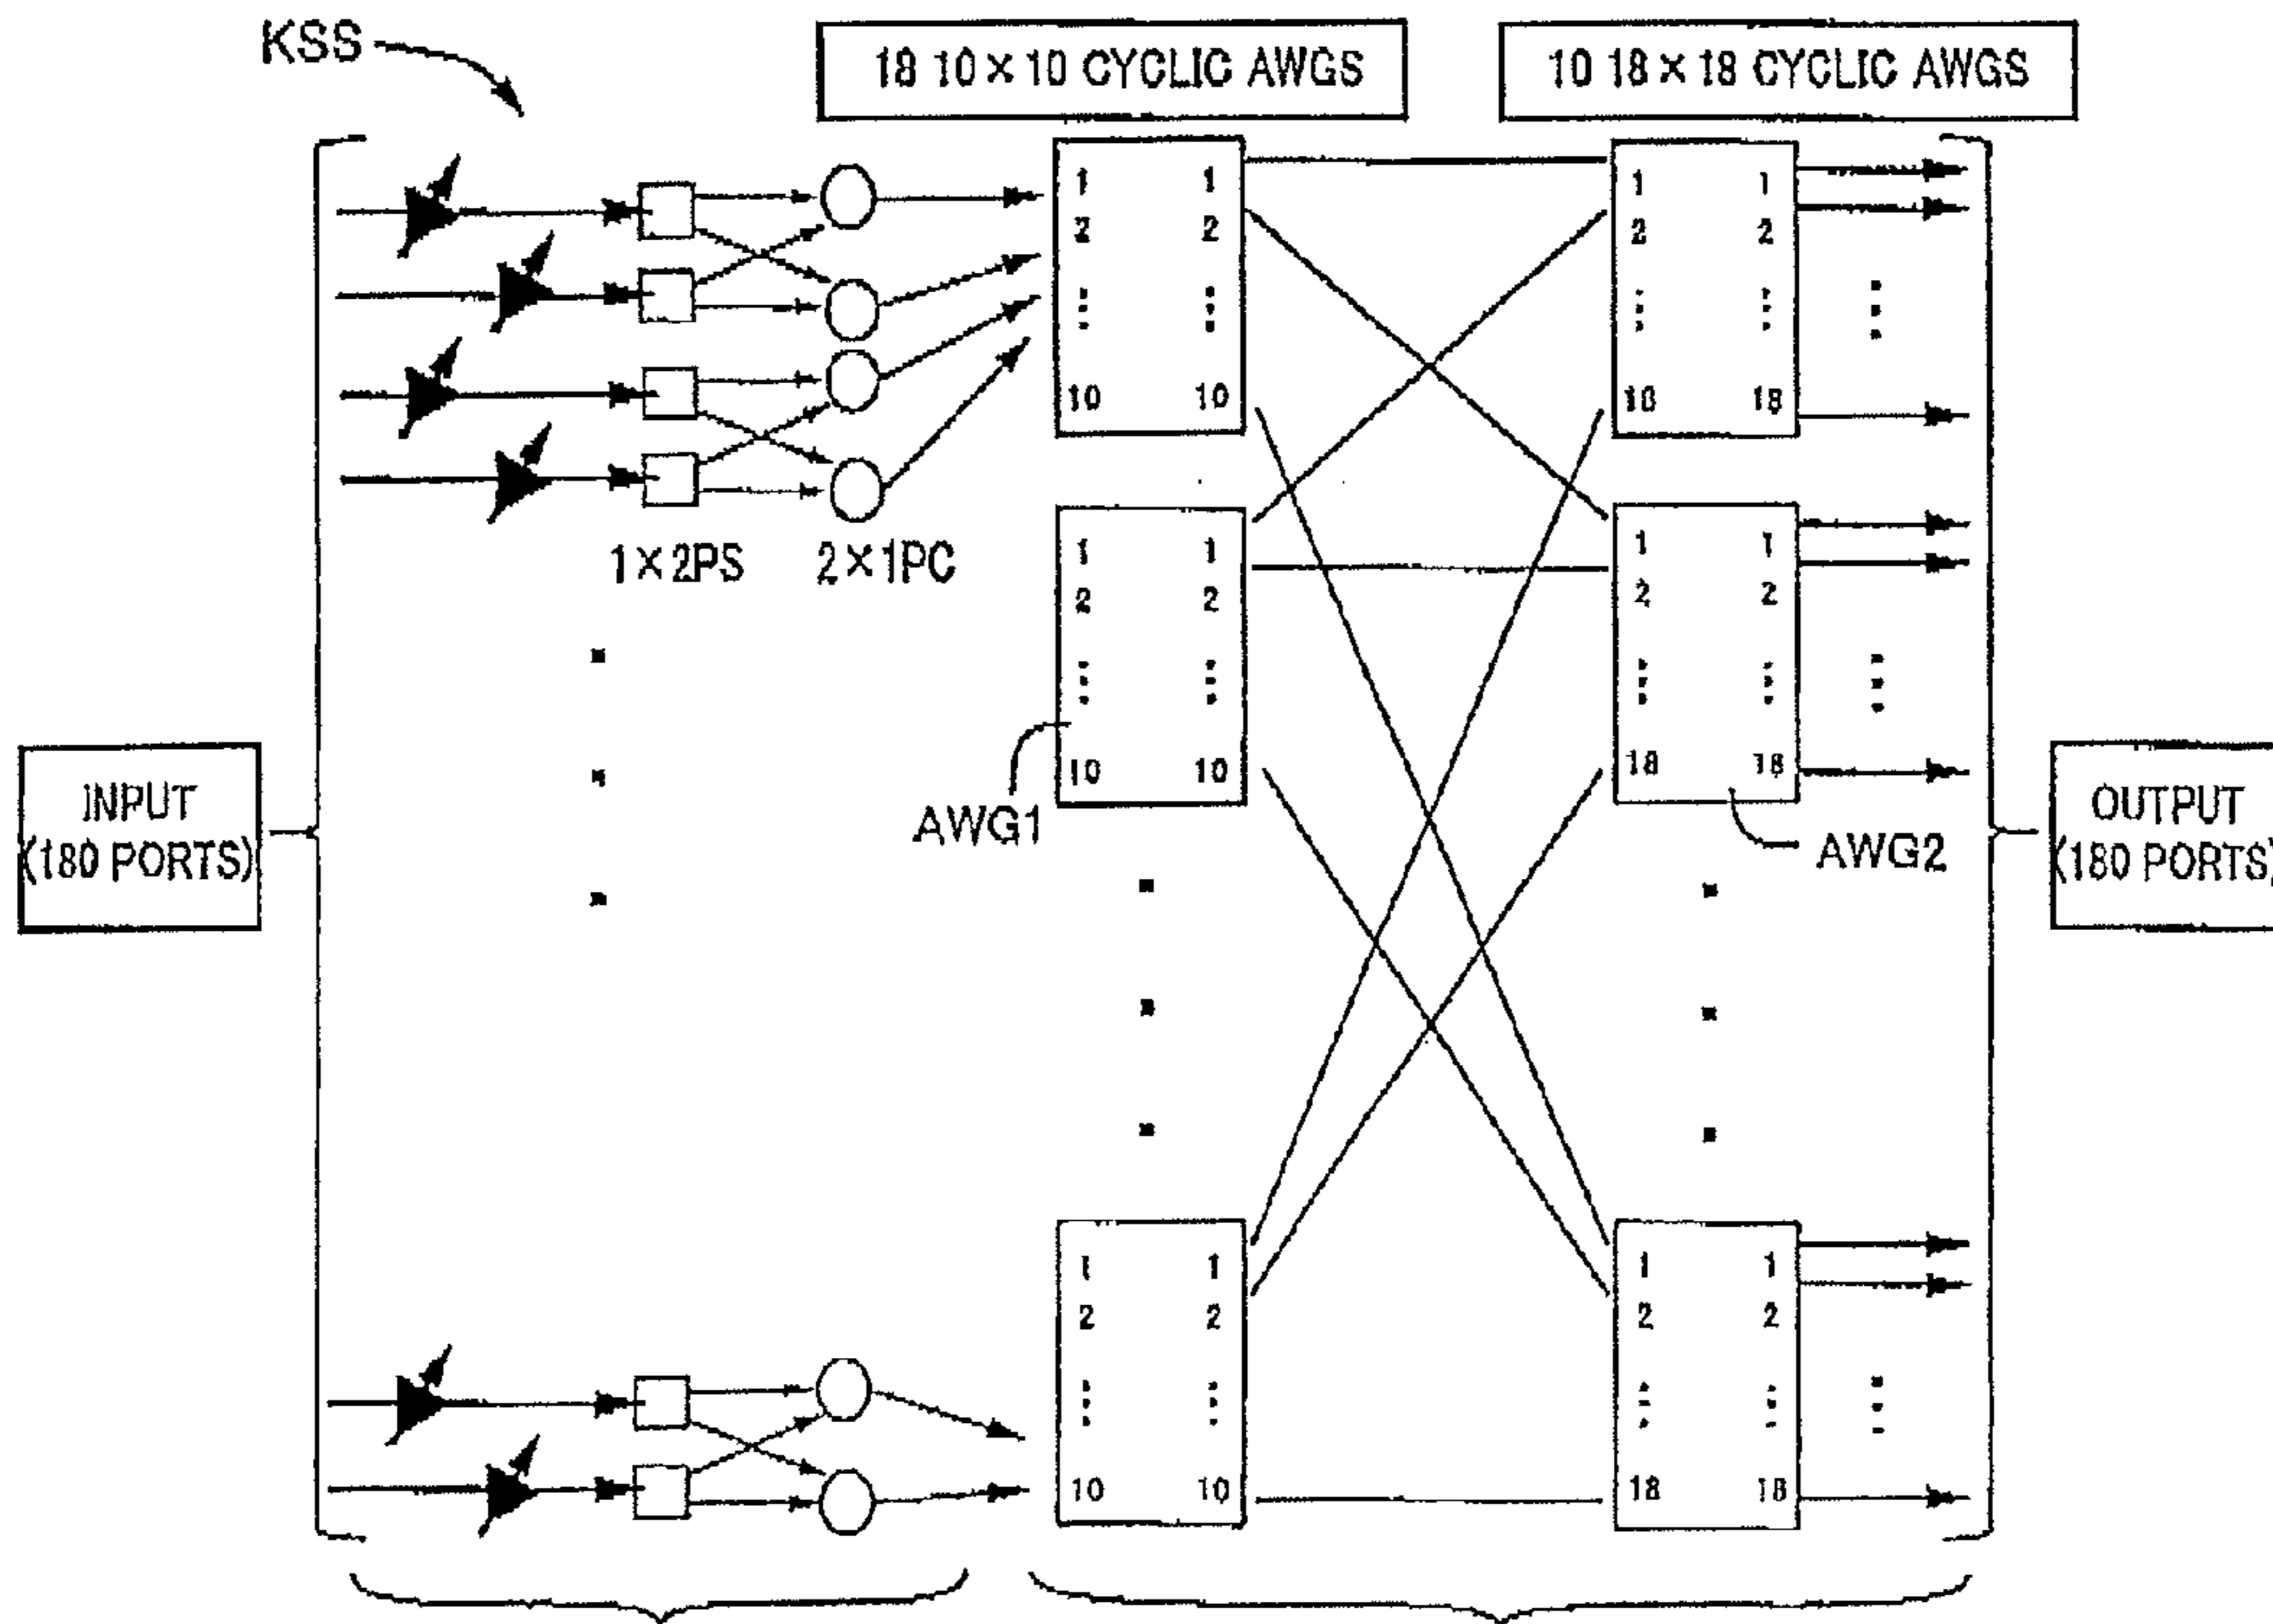 KSS
18 10×10 CYCLIC AWGS
10 18×18 CYCLIC AWGS
1 1
2 2
10 10
1 1
2 2
18 18
1×2PS
2×1PC
1 1
2 2
10 10
AWG1
1 1
2 2
18 18
AWG2
INPUT
(180 PORTS)
OUTPUT
(180 PORTS)
1 1
2 2
10 10
1 1
2 2
18 18